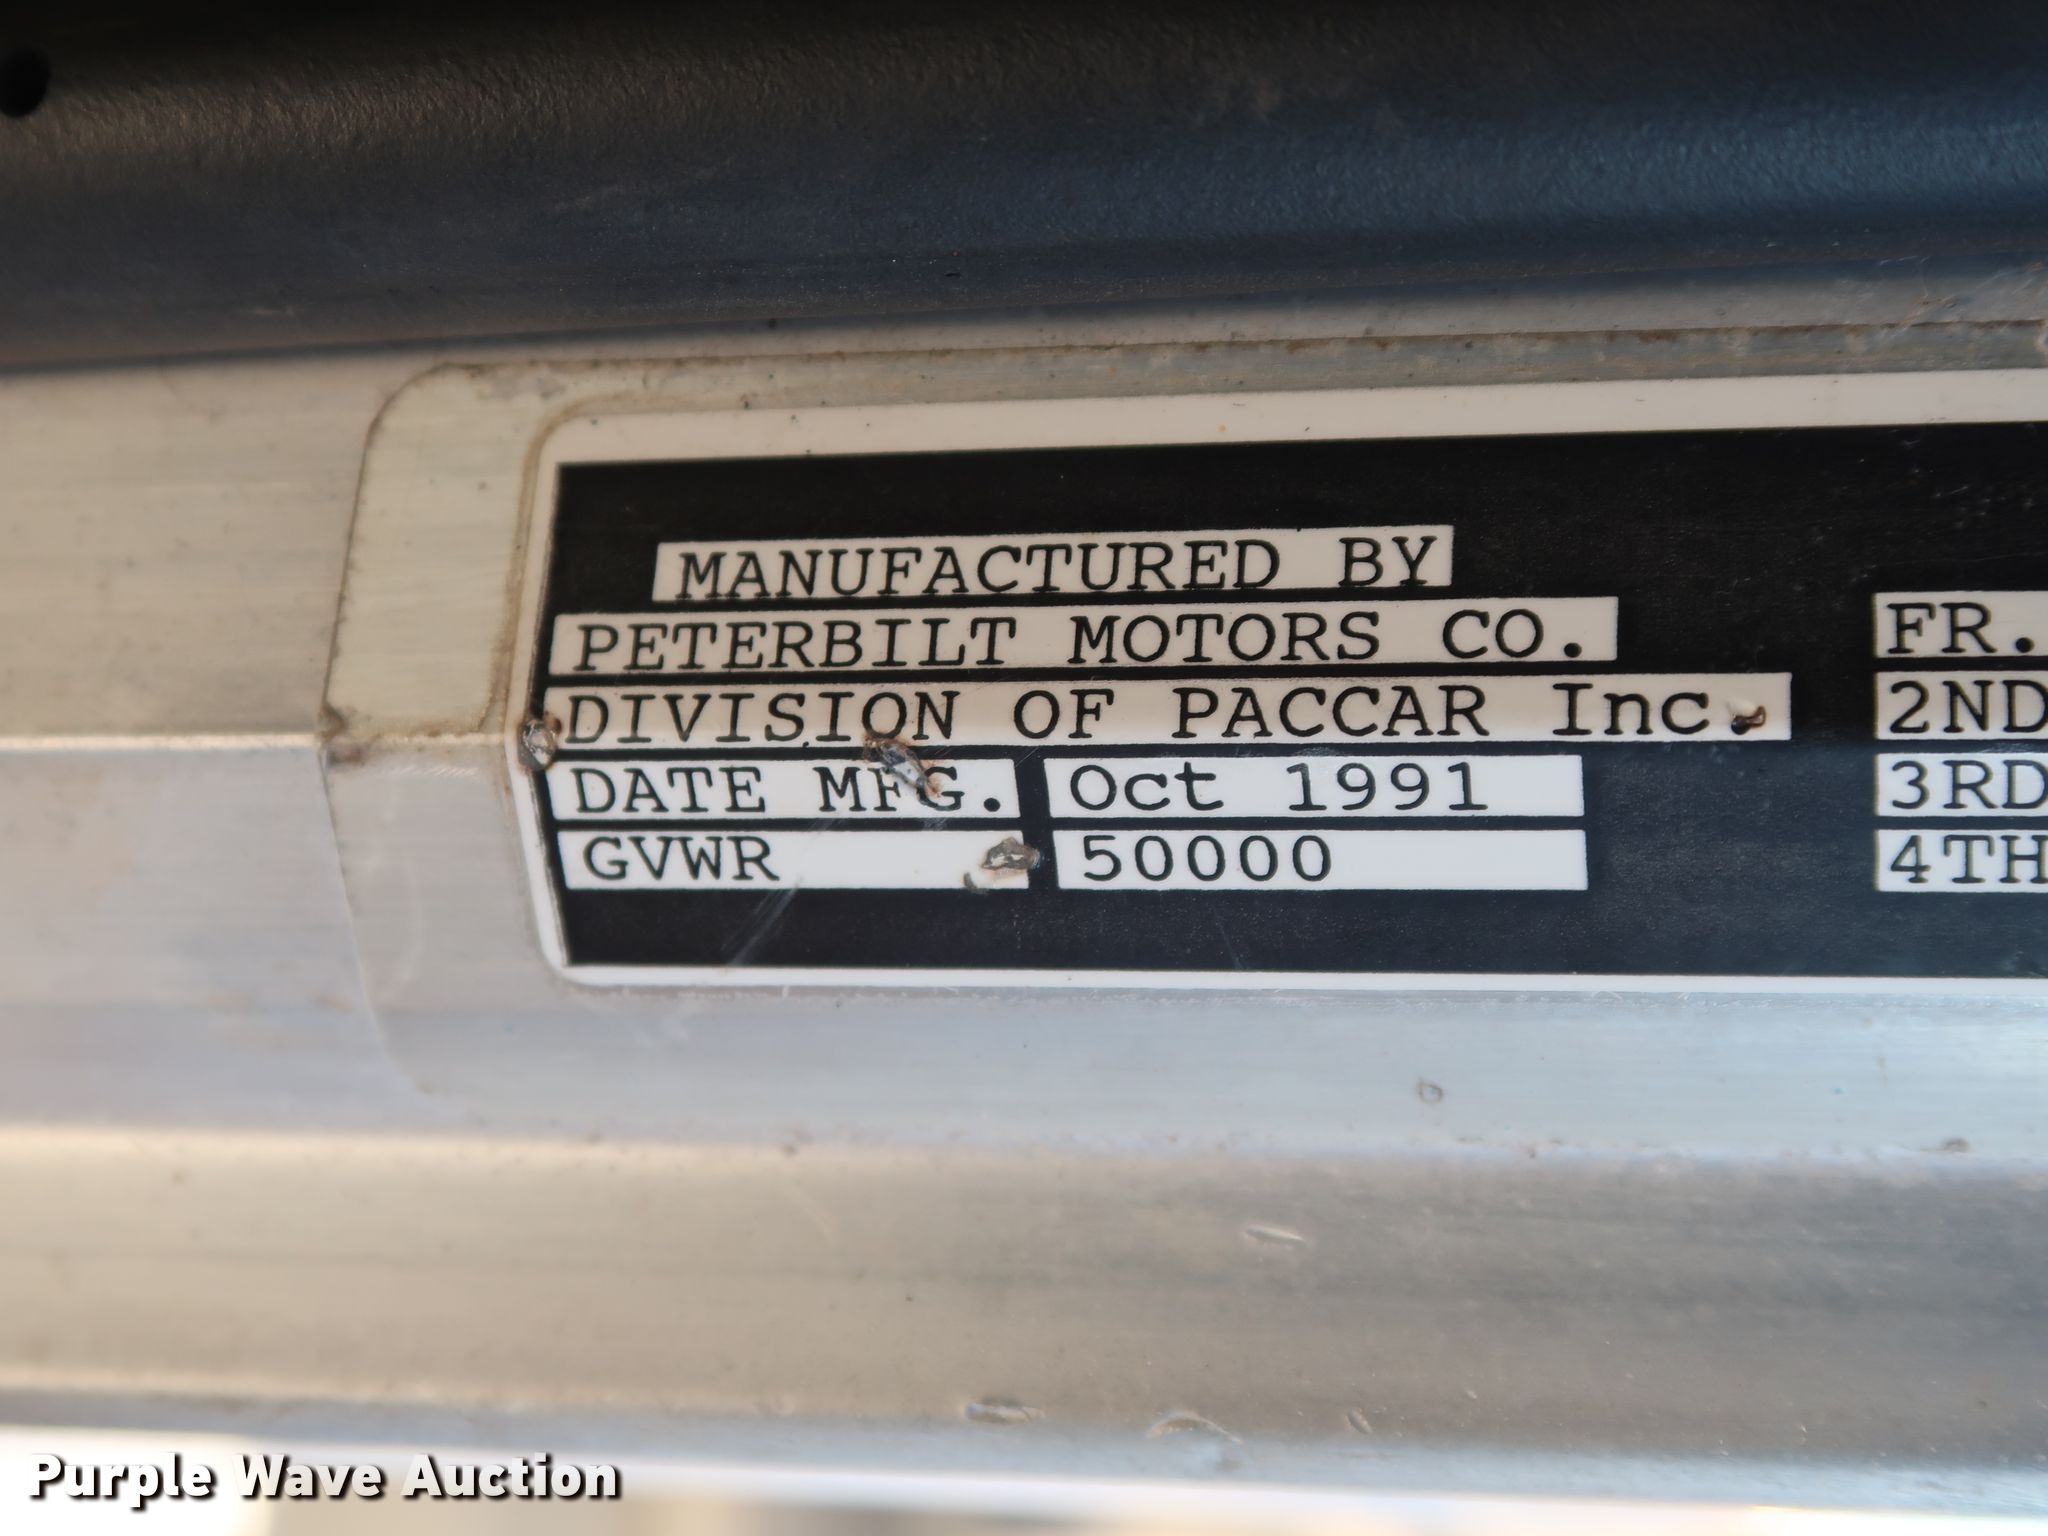 MANUFACTURED BY
PETERBILT MOTORS CO.
DIVISION OF PACCAR Inc.
DATE MFG. Oct 1991
GVWR 50000
FR.
2ND
3RD
4TH
Purple Wave Auction